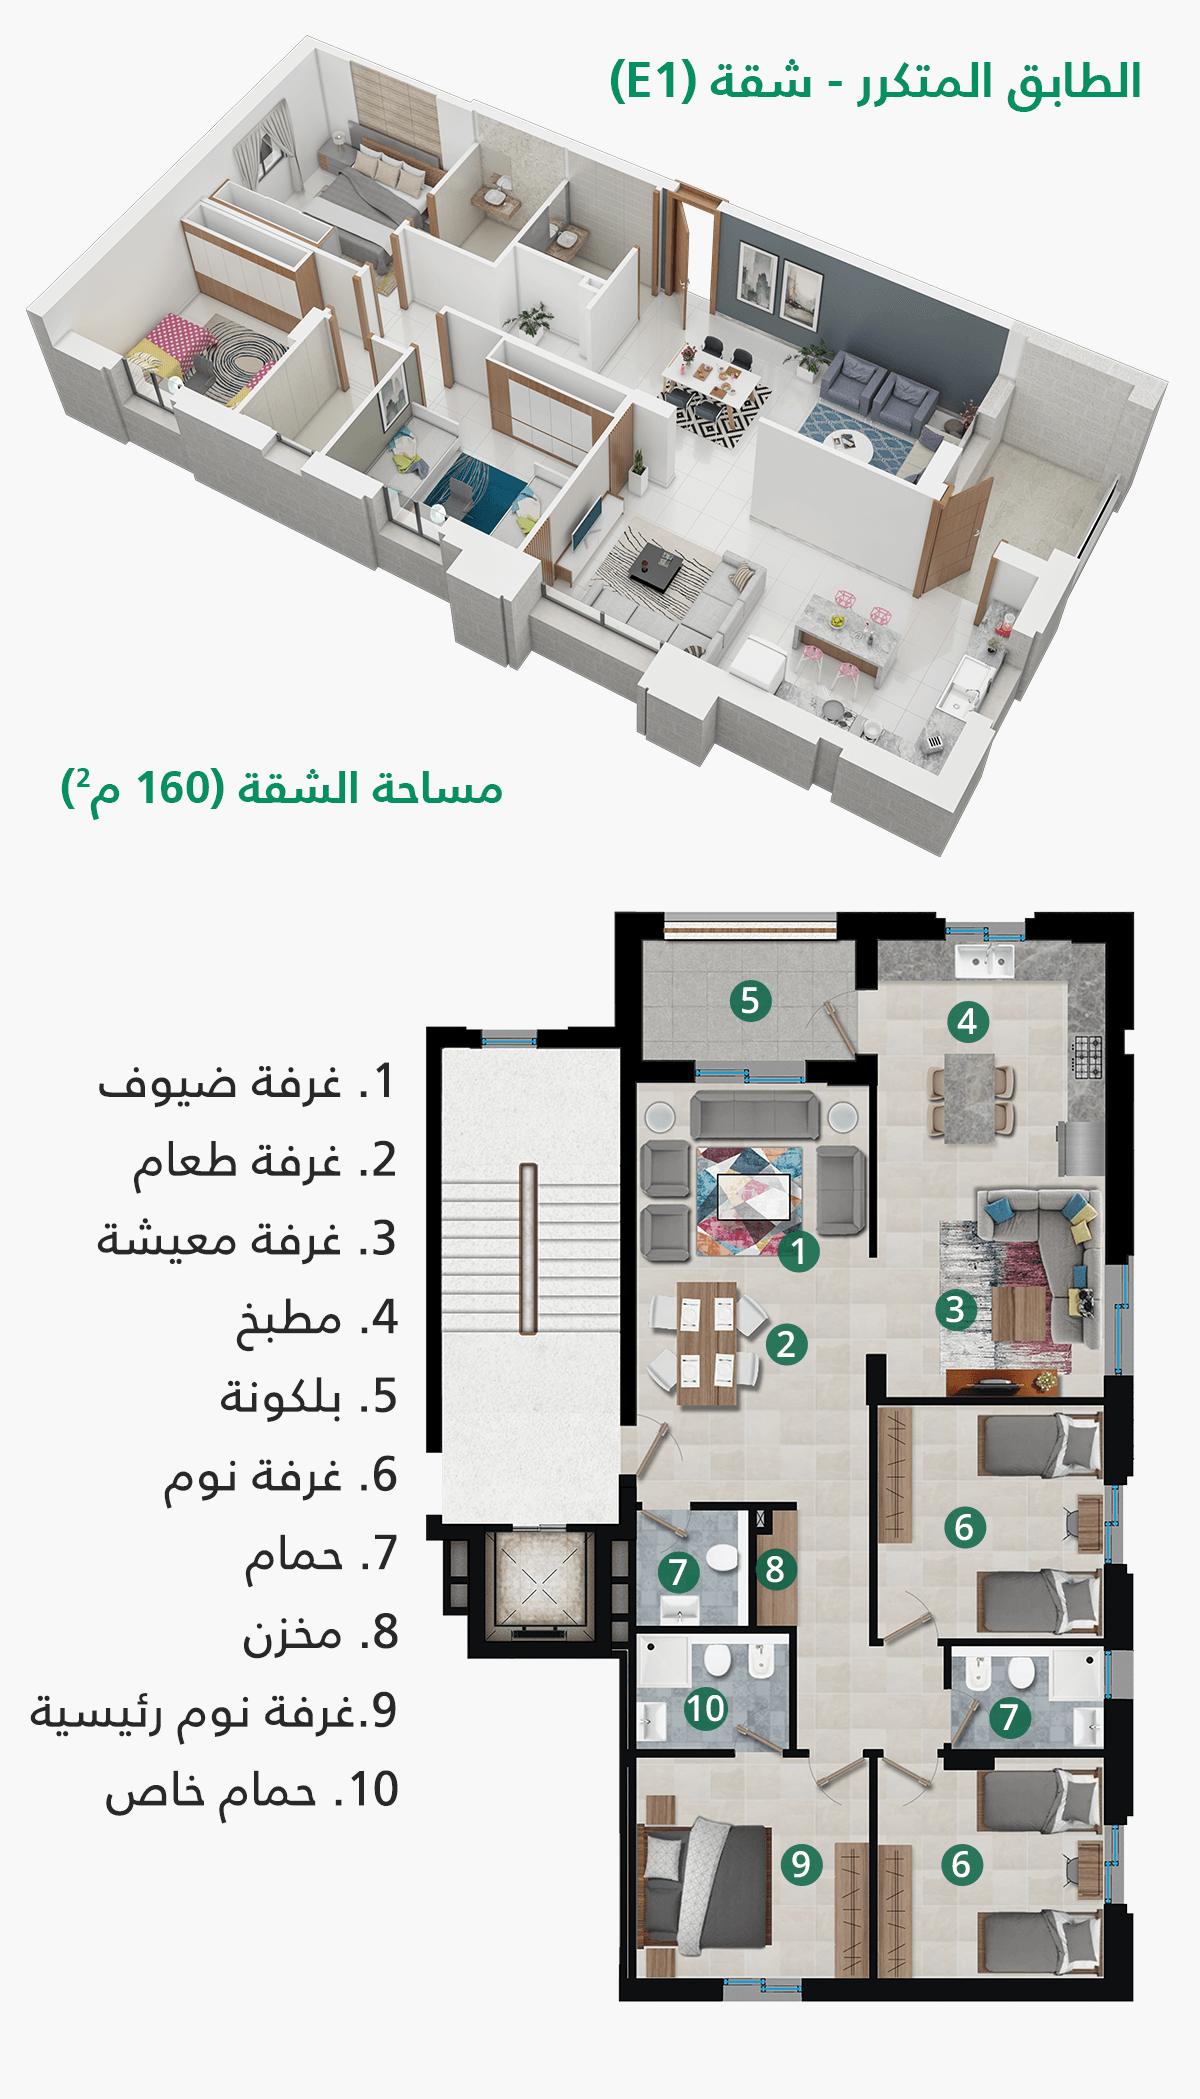 الطابق المتكرر - شقة (E1)
مساحة الشقة (160 م²)
1. غرفة ضيوف
2. غرفة طعام
3. غرفة معيشة
4. مطبخ
5. بلكونة
6. غرفة نوم
7. حمام
8. مخزن
9.غرفة نوم رئيسية
10. حمام خاص
5
4
1
3
2
6
7
8
10
7
9
6